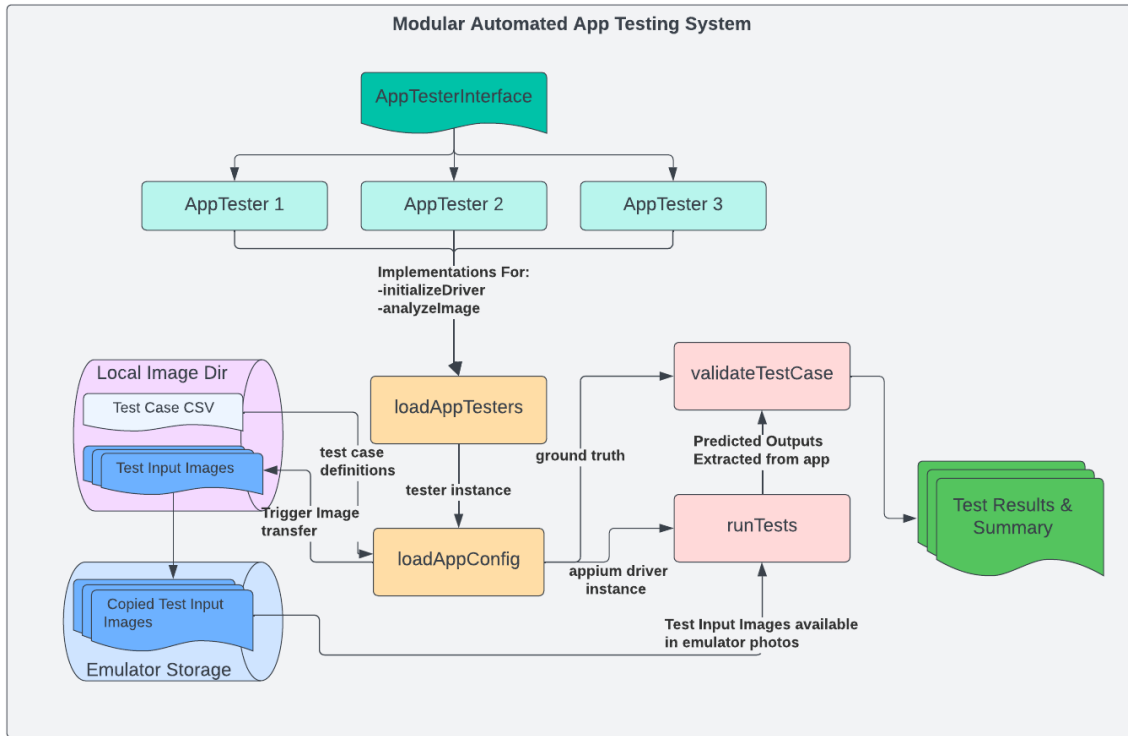 Modular Automated App Testing System
AppTesterInterface
AppTester 1
AppTester 2
AppTester 3
Implementations For:
-initializeDriver
-analyzeImage
Local Image Dir
Test Case CSV
Test Input Images
test case
definitions
Trigger Image
transfer
loadAppTesters
tester instance
loadAppConfig
ground truth
appium driver
instance
validateTestCase
Predicted Outputs
Extracted from app
runTests
Test Results &
Summary
Copied Test Input
Images
Emulator Storage
Test Input Images available
in emulator photos